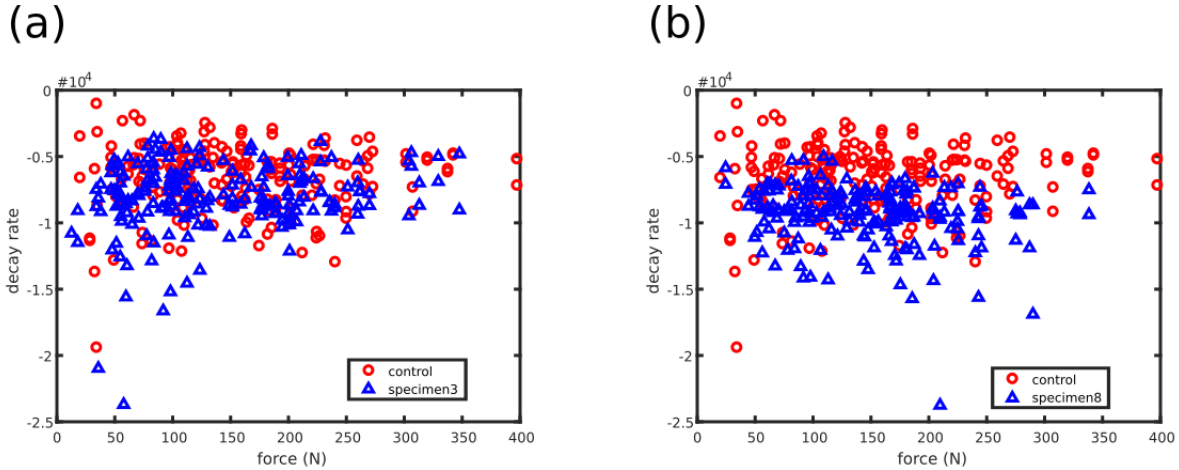 (a)
#10^4
0
-0.5
-1
-1.5
-2
-2.5
0 50 100 150 200 250 300 350 400
decay rate
force (N)
control
specimen3
(b)
#10^4
0
-0.5
-1
-1.5
-2
-2.5
0 50 100 150 200 250 300 350 400
decay rate
force (N)
control
specimen8